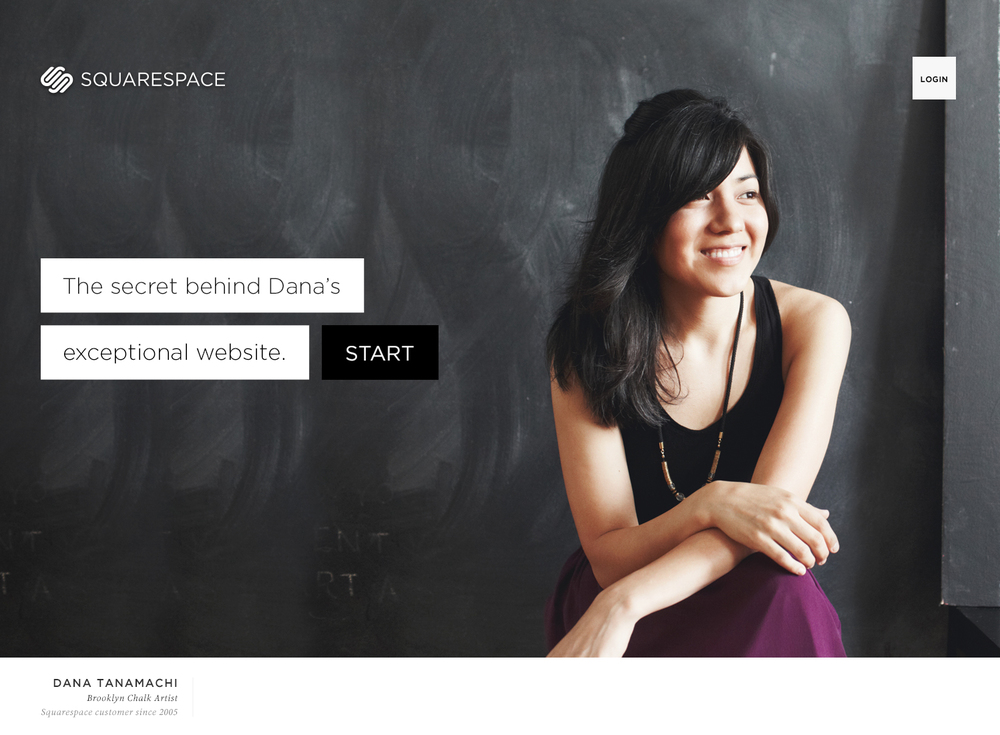 SQUARESPACE
LOGIN
The secret behind Dana’s
exceptional website.
START
DANA TANAMACHI
Brooklyn Chalk Artist
Squarespace customer since 2005